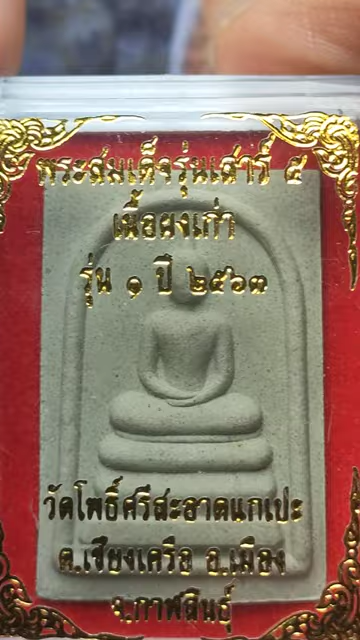 พระสมเด็จรุ่นเสาร์ ๕
เนื้อผงเก่า
รุ่น ๑ ปี ๒๕๖๓
วัดโพธิ์ศรีสะอาดแกเปะ
ต.เชียงเครือ อ.เมือง
จ.กาฬสินธุ์